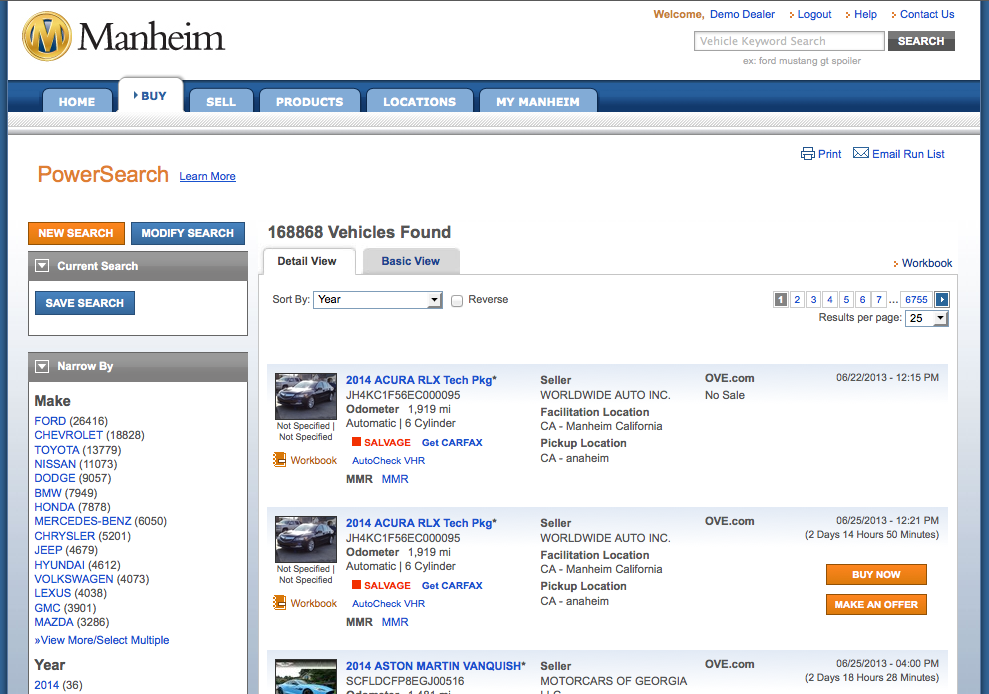 Welcome, Demo Dealer Logout Help Contact Us
Manheim
Vehicle Keyword Search SEARCH
ex: ford mustang gt spoiler
HOME BUY SELL PRODUCTS LOCATIONS MY MANHEIM
Print Email Run List
PowerSearch Learn More
NEW SEARCH MODIFY SEARCH
Current Search
SAVE SEARCH
Narrow By
Make
FORD (26416)
CHEVROLET (18828)
TOYOTA (13779)
NISSAN (11073)
DODGE (9057)
BMW (7949)
HONDA (7878)
MERCEDES-BENZ (6050)
CHRYSLER (5201)
JEEP (4679)
HYUNDAI (4612)
VOLKSWAGEN (4073)
LEXUS (4038)
GMC (3901)
MAZDA (3286)
»View More/Select Multiple
Year
2014 (36)
168868 Vehicles Found
Detail View Basic View
Workbook
Sort By: Year Reverse
1 2 3 4 5 6 7 ... 6755
Results per page: 25
2014 ACURA RLX Tech Pkg*
JH4KC1F56EC000095
Odometer 1,919 mi
Automatic | 6 Cylinder
SALVAGE Get CARFAX
AutoCheck VHR
MMR MMR
Not Specified |
Not Specified
Workbook
Seller
WORLDWIDE AUTO INC.
Facilitation Location
CA - Manheim California
Pickup Location
CA - anaheim
OVE.com
No Sale
06/22/2013 - 12:15 PM
2014 ACURA RLX Tech Pkg*
JH4KC1F56EC000095
Odometer 1,919 mi
Automatic | 6 Cylinder
SALVAGE Get CARFAX
AutoCheck VHR
MMR MMR
Not Specified |
Not Specified
Workbook
Seller
WORLDWIDE AUTO INC.
Facilitation Location
CA - Manheim California
Pickup Location
CA - anaheim
OVE.com
06/25/2013 - 12:21 PM
(2 Days 14 Hours 50 Minutes)
BUY NOW
MAKE AN OFFER
2014 ASTON MARTIN VANQUISH*
SCFLDCFP8EGJ00516
Odometer 1,481 mi
Seller
MOTORCARS OF GEORGIA
LLC
OVE.com
06/25/2013 - 04:00 PM
(2 Days 18 Hours 28 Minutes)